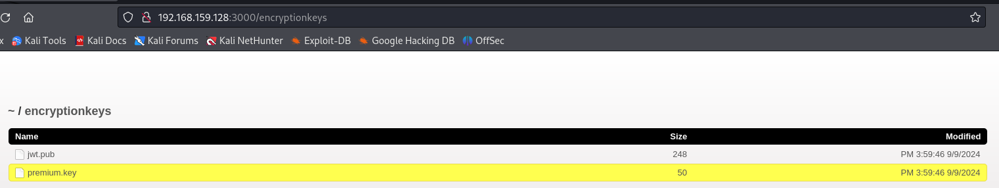 192.168.159.128:3000/encryptionkeys
x Kali Tools Kali Docs Kali Forums Kali NetHunter Exploit-DB Google Hacking DB OffSec
~ / encryptionkeys
Name Size Modified
jwt.pub 248 PM 3:59:46 9/9/2024
premium.key 50 PM 3:59:46 9/9/2024